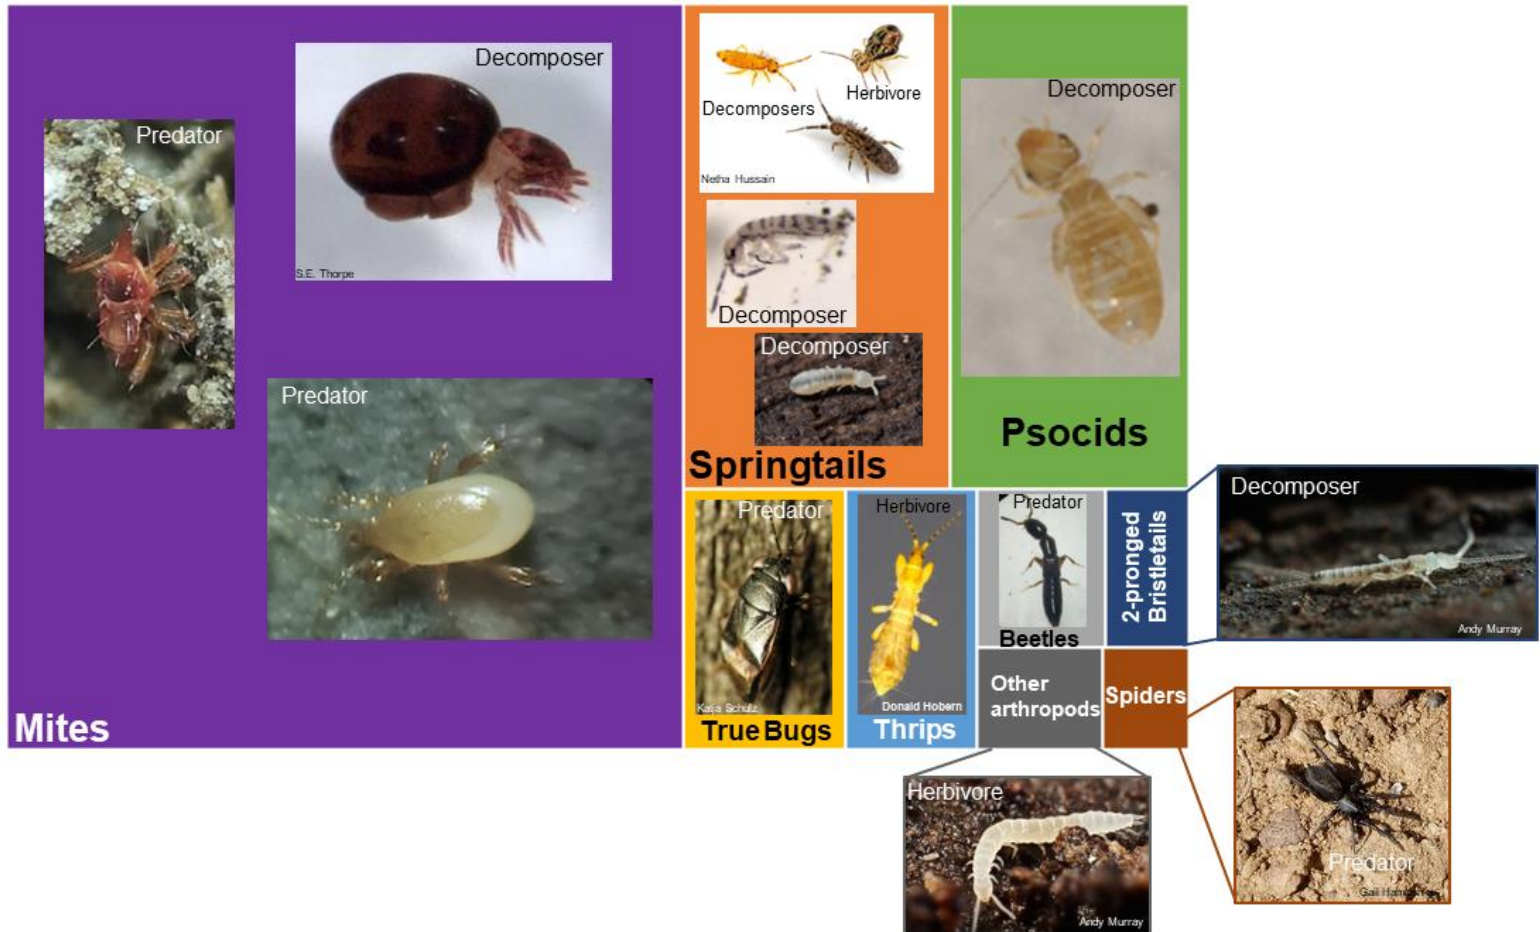 Predator
Decomposer
S.E. Thorpe
Predator
Mites
Decomposers
Herbivore
Netha Hussain
Decomposer
Decomposer
Springtails
Decomposer
Psocids
Predator
Katja Schulz
True Bugs
Herbivore
Donald Hobern
Thrips
Predator
Beetles
2-pronged
Bristletails
Decomposer
Andy Murray
Other
arthropods
Spiders
Herbivore
Andy Murray
Predator
Gail